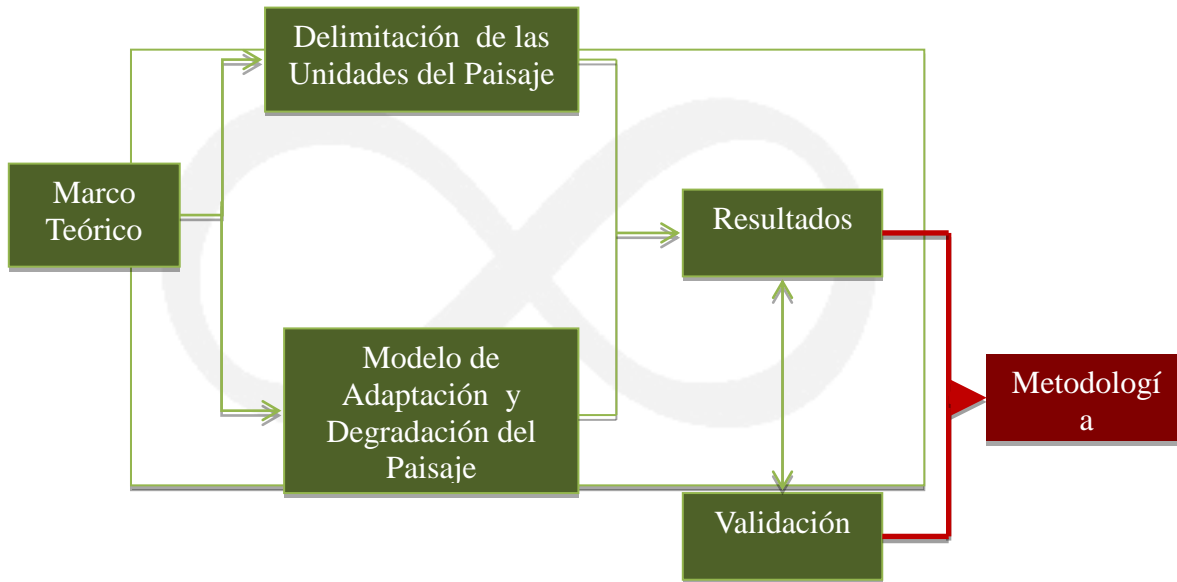 Delimitación de las
Unidades del Paisaje
Marco
Teórico
Resultados
Modelo de
Adaptación y
Degradación del
Paisaje
Metodologí
a
Validación